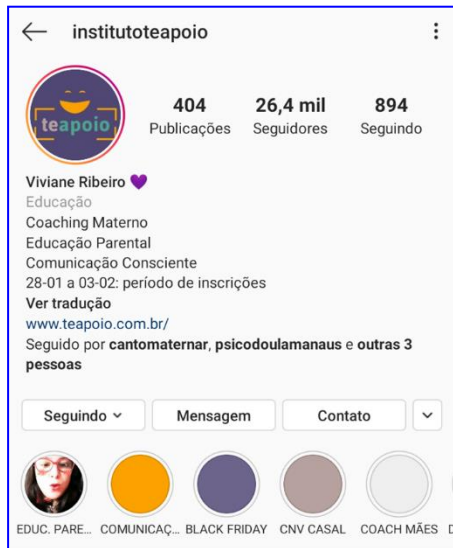 institutoteapoio
teapoio
404 26,4 mil 894
Publicações Seguidores Seguindo
Viviane Ribeiro 💜
Educação
Coaching Materno
Educação Parental
Comunicação Consciente
28-01 a 03-02: período de inscrições
Ver tradução
www.teapoio.com.br/
Seguido por cantomaternar, psicodoulamanaus e outras 3
pessoas
Seguindo Mensagem Contato
EDUC. PARE... COMUNICAÇ... BLACK FRIDAY CNV CASAL COACH MÃES D